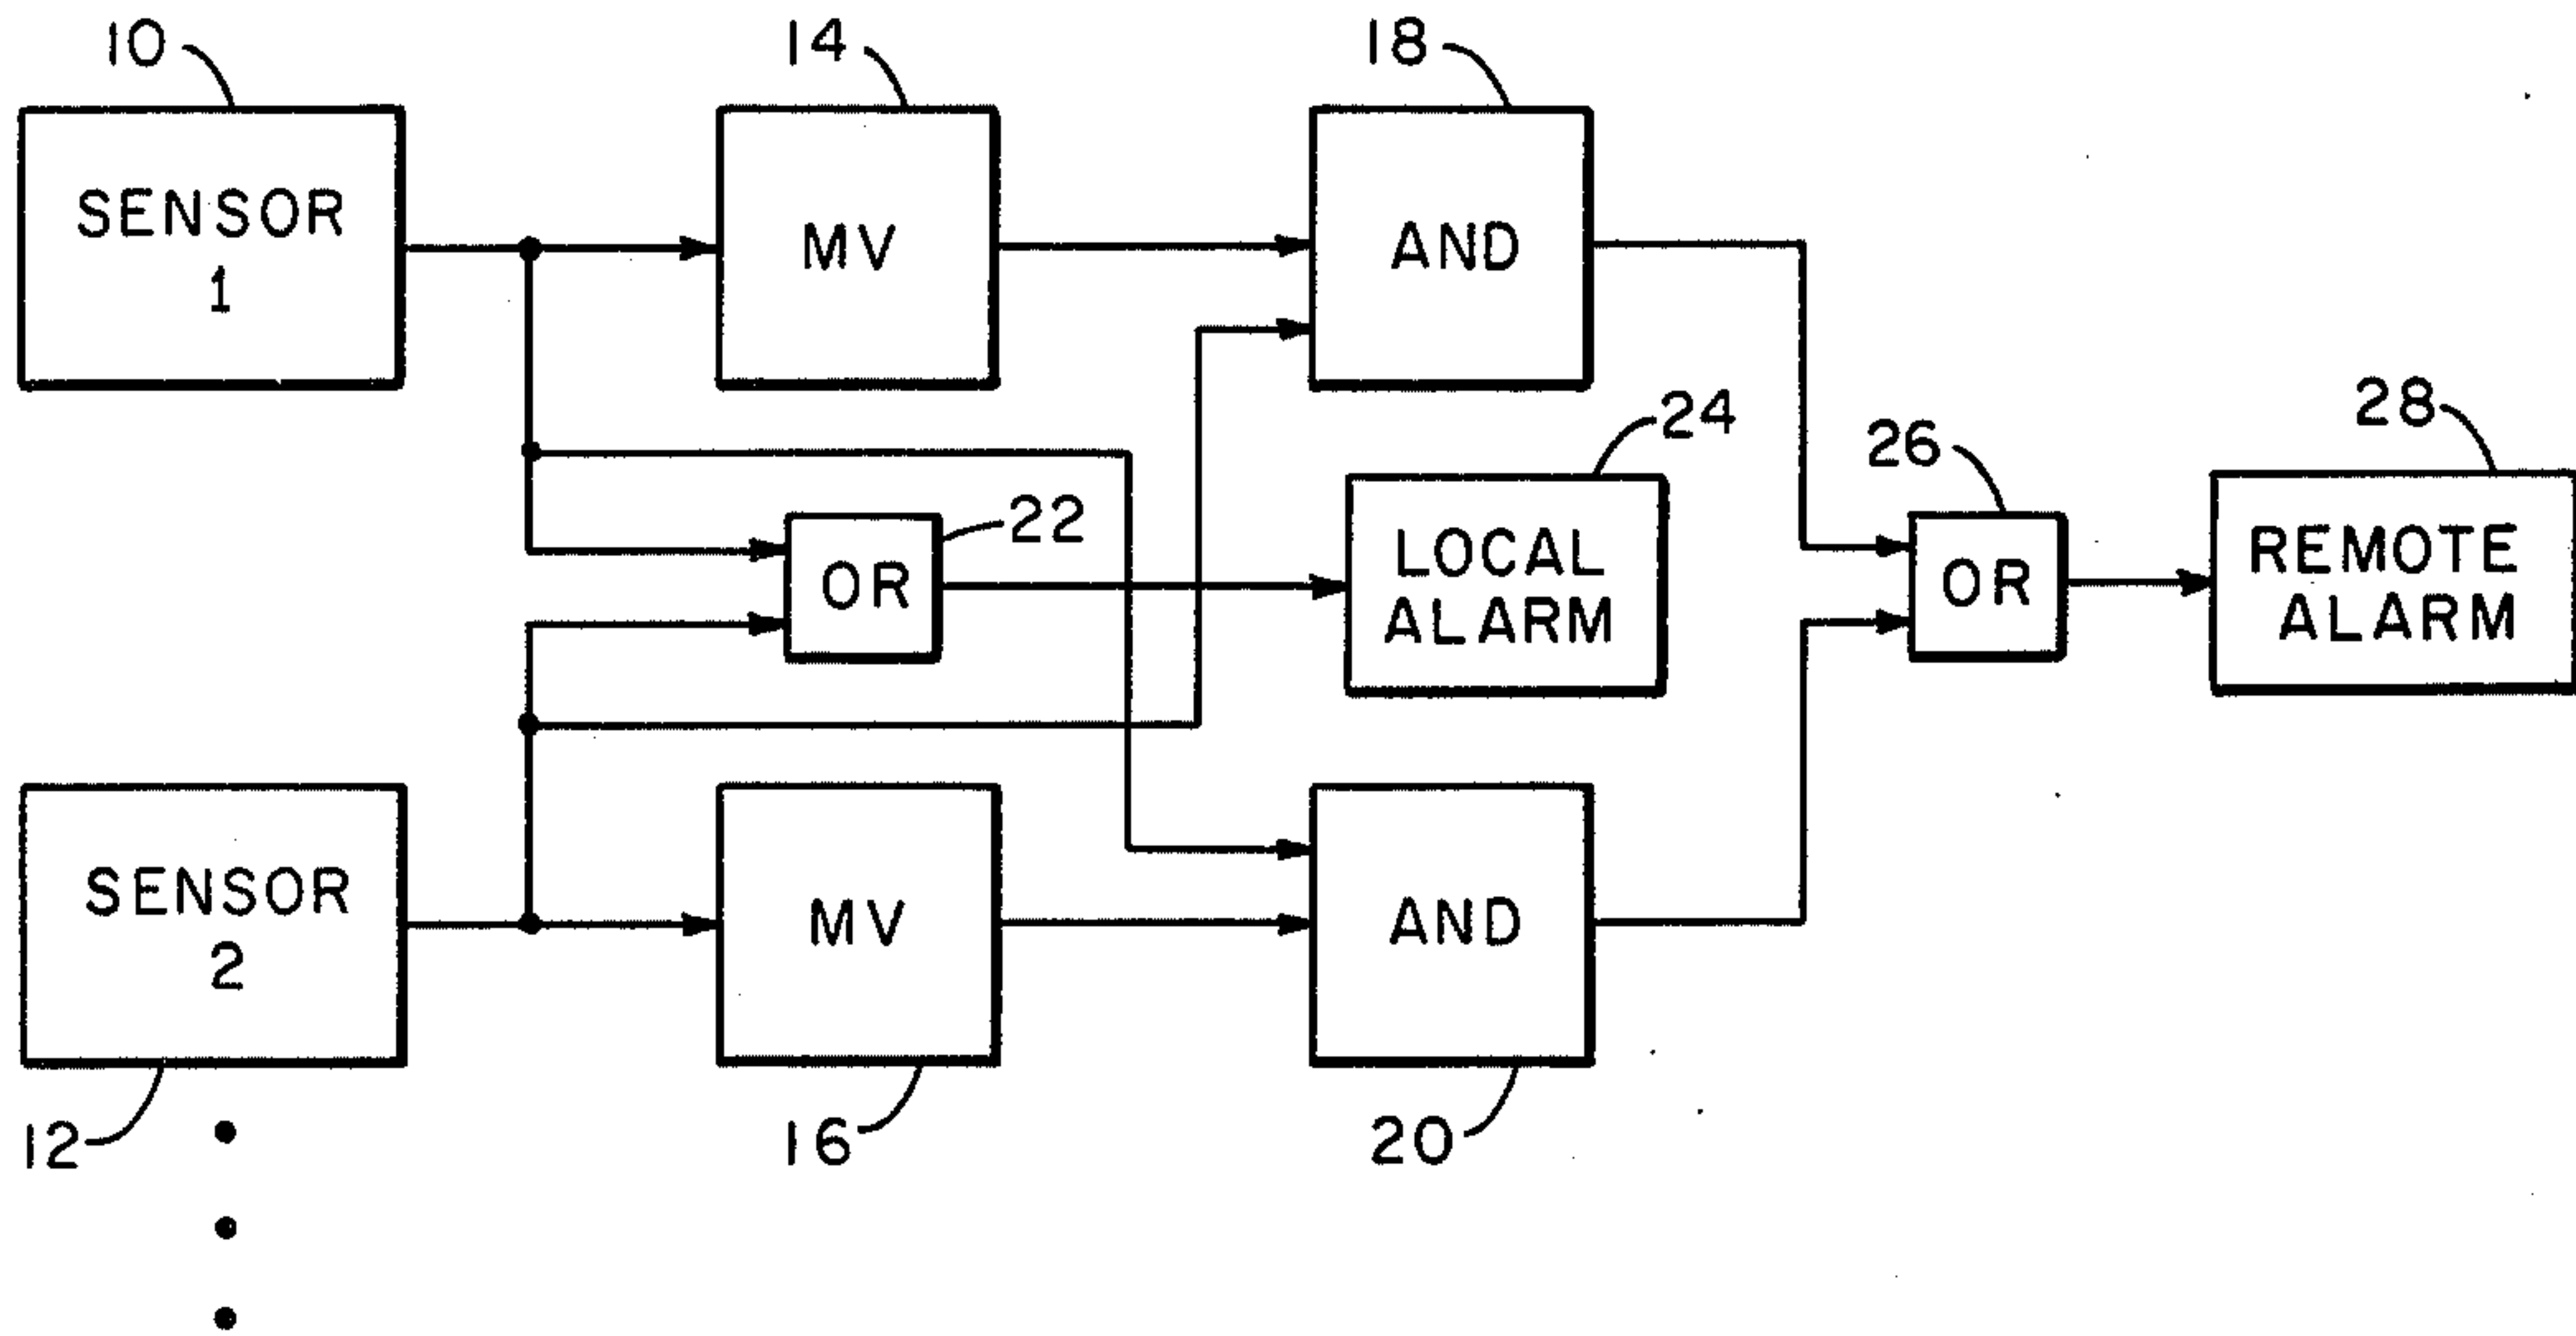 10
14
18
SENSOR
1
MV
AND
24
26
28
22
OR
LOCAL
ALARM
OR
REMOTE
ALARM
SENSOR
2
MV
AND
12
16
20